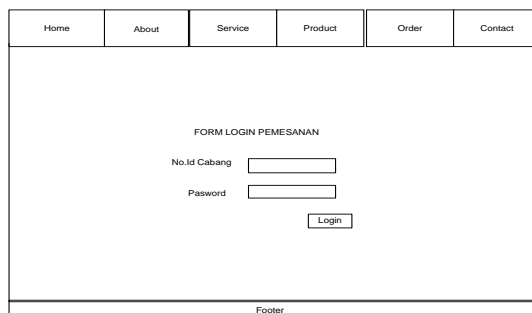 Home About Service Product Order Contact
FORM LOGIN PEMESANAN
No.Id Cabang
Pasword
Login
Footer